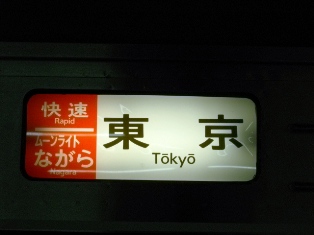 快速
Rapid
ムーンライト
ながら
Nagara
東京
Tōkyō